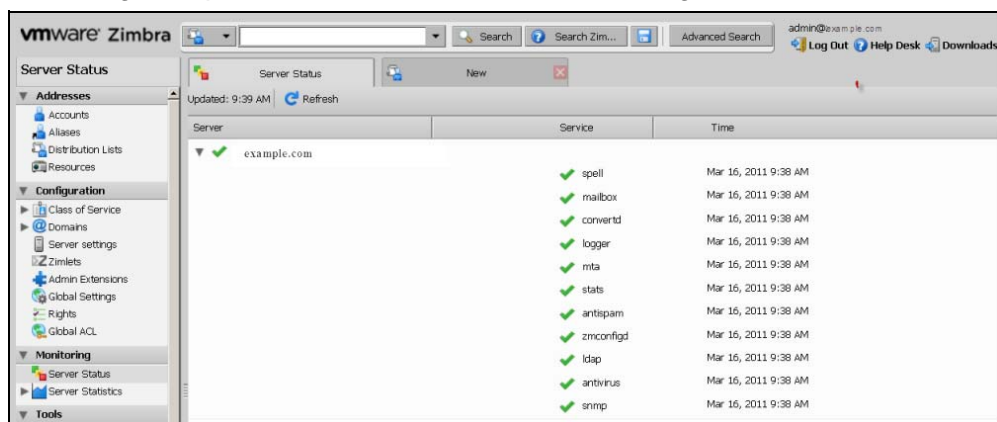 vmware Zimbra
Search
Search Zim...
Advanced Search
admin@example.com
Log Out Help Desk Downloads
Server Status
Server Status
New
Addresses
Accounts
Aliases
Distribution Lists
Resources
Configuration
Class of Service
Domains
Server settings
Zimlets
Admin Extensions
Global Settings
Rights
Global ACL
Monitoring
Server Status
Server Statistics
Tools
Updated: 9:39 AM Refresh
Server Service Time
example.com
spell Mar 16, 2011 9:38 AM
mailbox Mar 16, 2011 9:38 AM
convertd Mar 16, 2011 9:38 AM
logger Mar 16, 2011 9:38 AM
mta Mar 16, 2011 9:38 AM
stats Mar 16, 2011 9:38 AM
antispam Mar 16, 2011 9:38 AM
zmconfigd Mar 16, 2011 9:38 AM
ldap Mar 16, 2011 9:38 AM
antivirus Mar 16, 2011 9:38 AM
snmp Mar 16, 2011 9:38 AM